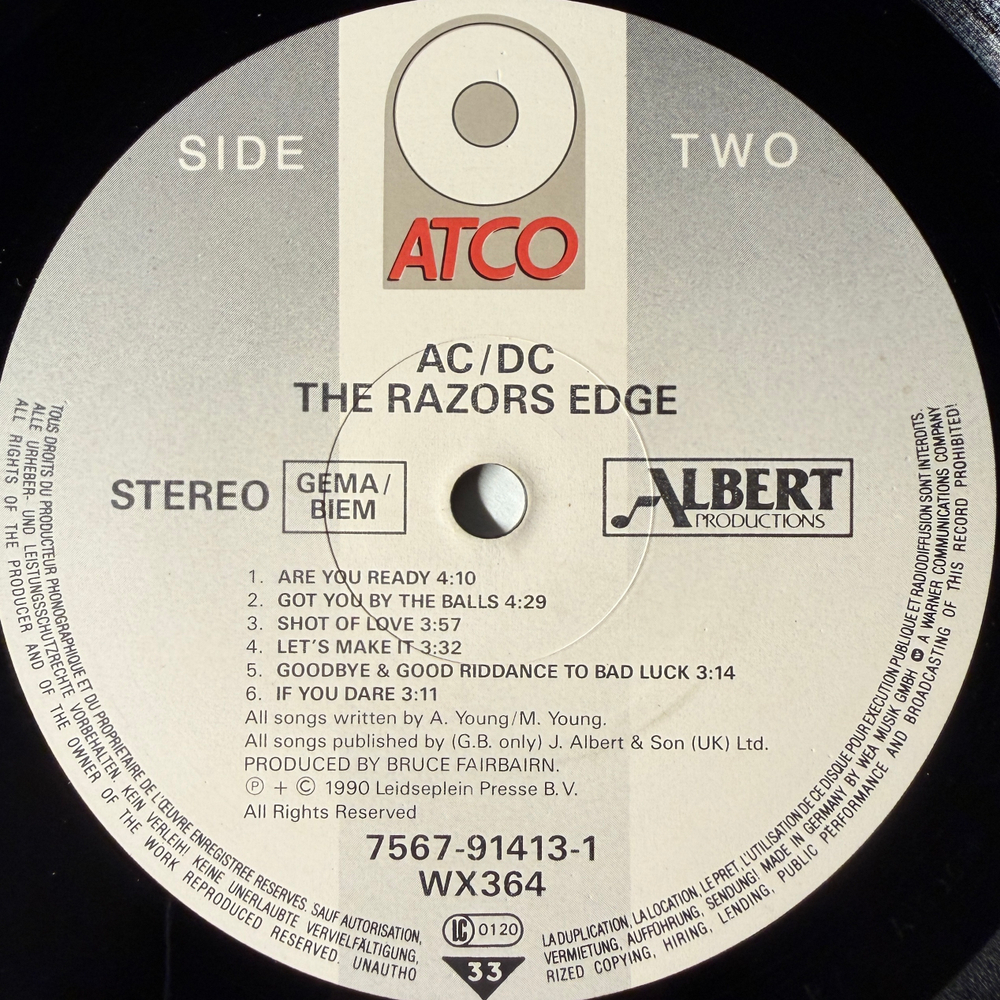 SIDE TWO
ATCO
AC/DC
THE RAZORS EDGE
STEREO
GEMA/
BIEM
ALBERT
PRODUCTIONS
1. ARE YOU READY 4:10
2. GOT YOU BY THE BALLS 4:29
3. SHOT OF LOVE 3:57
4. LET'S MAKE IT 3:32
5. GOODBYE & GOOD RIDDANCE TO BAD LUCK 3:14
6. IF YOU DARE 3:11
All songs written by A. Young/M. Young.
All songs published by (G.B. only) J. Albert & Son (UK) Ltd.
PRODUCED BY BRUCE FAIRBAIRN.
Ⓟ + © 1990 Leidseplein Presse B.V.
All Rights Reserved
7567-91413-1
WX364
LC 0120
33
TOUS DROITS DU PRODUCTEUR PHONOGRAPHIQUE ET DU PROPRIETAIRE DE L'ŒUVRE ENREGISTREE RESERVES. SAUF AUTORISATION,
LA DUPLICATION, LA LOCATION, LE PRET, L'UTILISATION DE CE DISQUE POUR EXECUTION PUBLIQUE ET RADIODIFFUSION SONT INTERDITS.
ALLE URHEBER- UND LEISTUNGSSCHUTZRECHTE VORBEHALTEN. KEIN VERLEIH! KEINE UNERLAUBTE VERVIELFÄLTIGUNG,
VERMIETUNG, AUFFÜHRUNG, SENDUNG! MADE IN GERMANY BY WEA MUSIK GMBH A WARNER COMMUNICATIONS COMPANY
ALL RIGHTS OF THE PRODUCER AND OF THE OWNER OF THE WORK REPRODUCED RESERVED. UNAUTHO
RIZED COPYING, HIRING, LENDING, PUBLIC PERFORMANCE AND BROADCASTING OF THIS RECORD PROHIBITED!